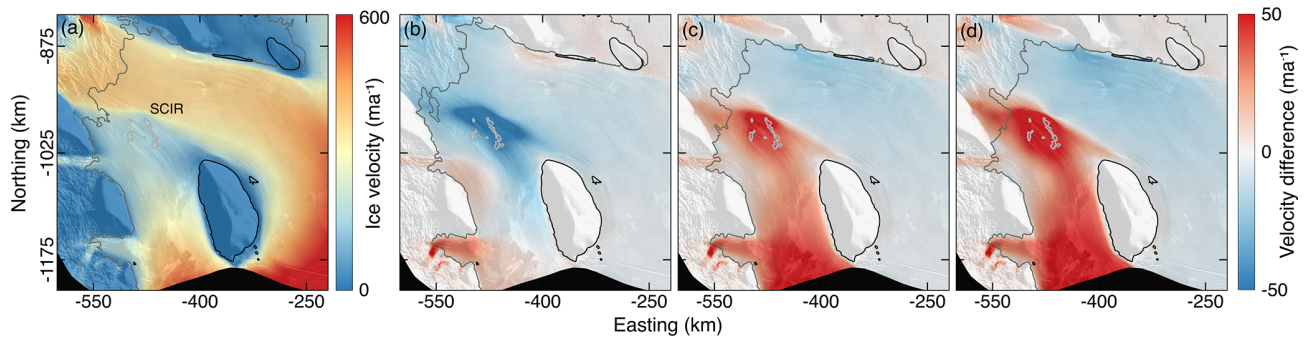 (a)
(b)
(c)
(d)
SCIR
Northing (km)
-875
-1025
-1175
-550
-400
-250
600
0
Ice velocity (ma⁻¹)
-550
-400
-250
-550
-400
-250
-550
-400
-250
Easting (km)
50
0
-50
Velocity difference (ma⁻¹)